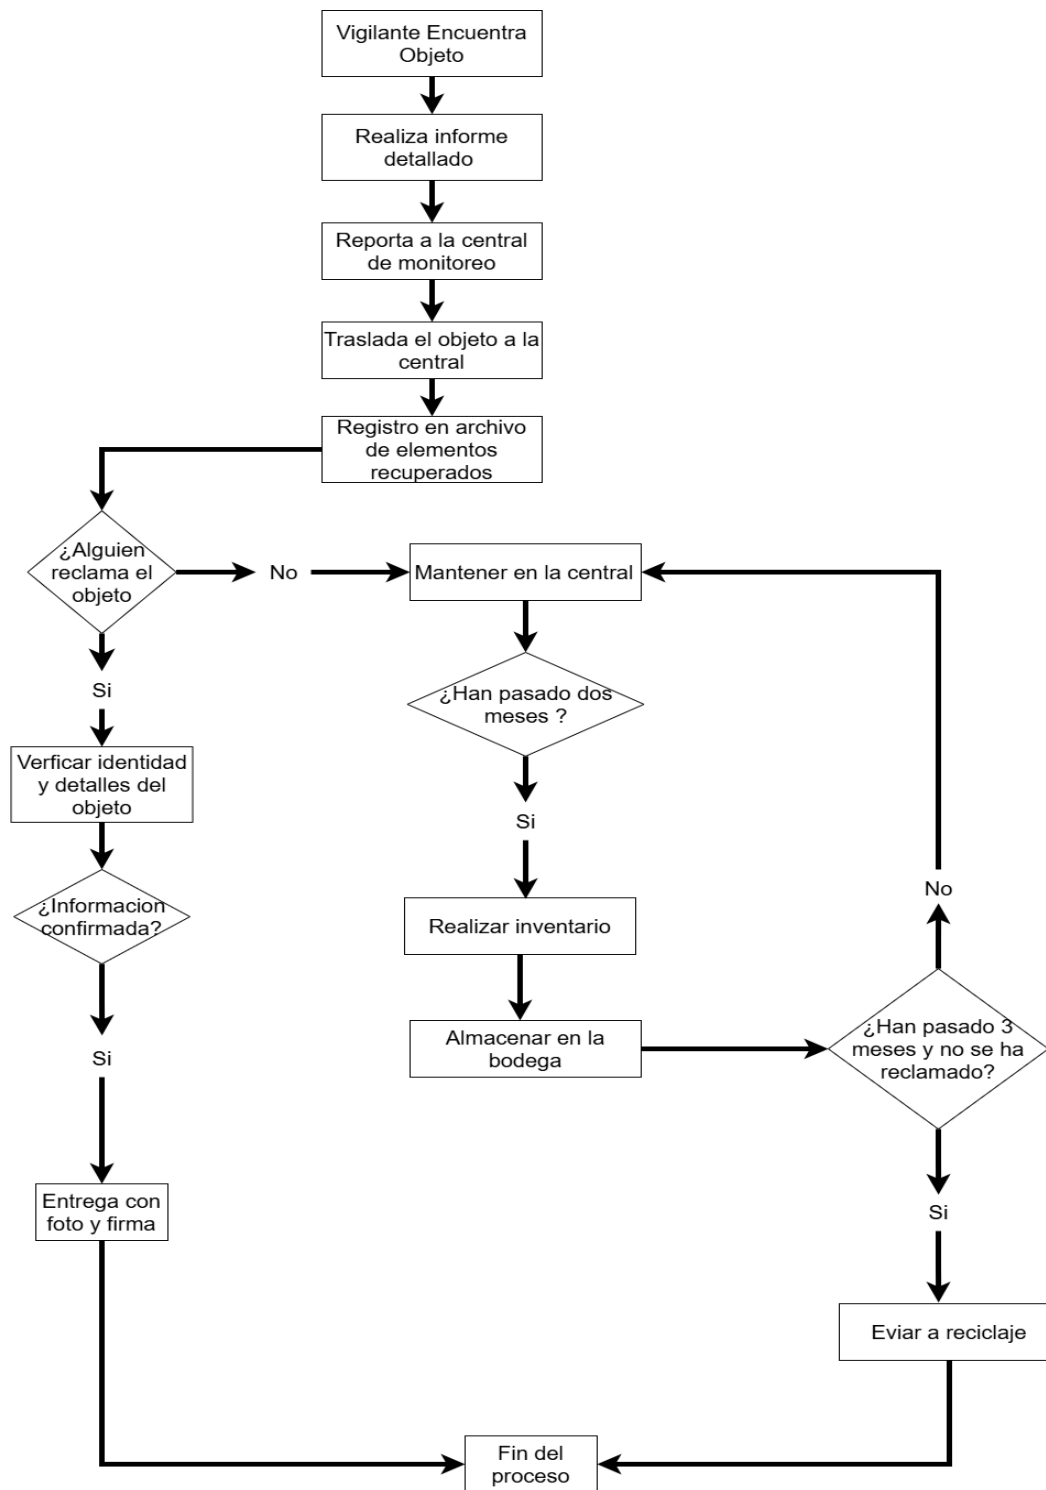 Vigilante Encuentra
Objeto
Realiza informe
detallado
Reporta a la central
de monitoreo
Traslada el objeto a la
central
Registro en archivo
de elementos
recuperados
¿Alguien
reclama el
objeto
No
Mantener en la central
Si
¿Han pasado dos
meses ?
Verficar identidad
y detalles del
objeto
Si
¿Informacion
confirmada?
Realizar inventario
No
Almacenar en la
bodega
¿Han pasado 3
meses y no se ha
reclamado?
Si
Entrega con
foto y firma
Si
Eviar a reciclaje
Fin del
proceso